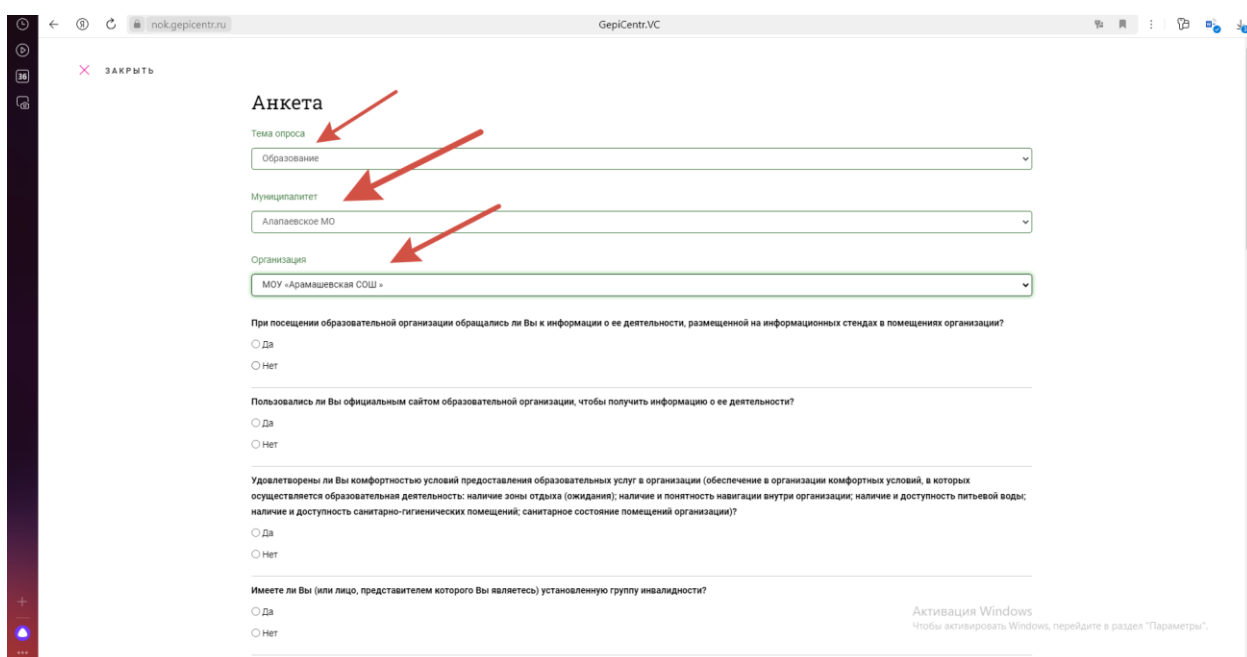 nok.gepicentr.ru
GepiCentr.VC
36
ЗАКРЫТЬ
Анкета
Тема опроса
Образование
Муниципалитет
Алапаевское МО
Организация
МОУ «Арамашевская СОШ »
При посещении образовательной организации обращались ли Вы к информации о ее деятельности, размещенной на информационных стендах в помещениях организации?
Да
Нет
Пользовались ли Вы официальным сайтом образовательной организации, чтобы получить информацию о ее деятельности?
Да
Нет
Удовлетворены ли Вы комфортностью условий предоставления образовательных услуг в организации (обеспечение в организации комфортных условий, в которых
осуществляется образовательная деятельность: наличие зоны отдыха (ожидания); наличие и понятность навигации внутри организации; наличие и доступность питьевой воды;
наличие и доступность санитарно-гигиенических помещений; санитарное состояние помещений организации)?
Да
Нет
Имеете ли Вы (или лицо, представителем которого Вы являетесь) установленную группу инвалидности?
Да
Нет
Активация Windows
Чтобы активировать Windows, перейдите в раздел "Параметры".